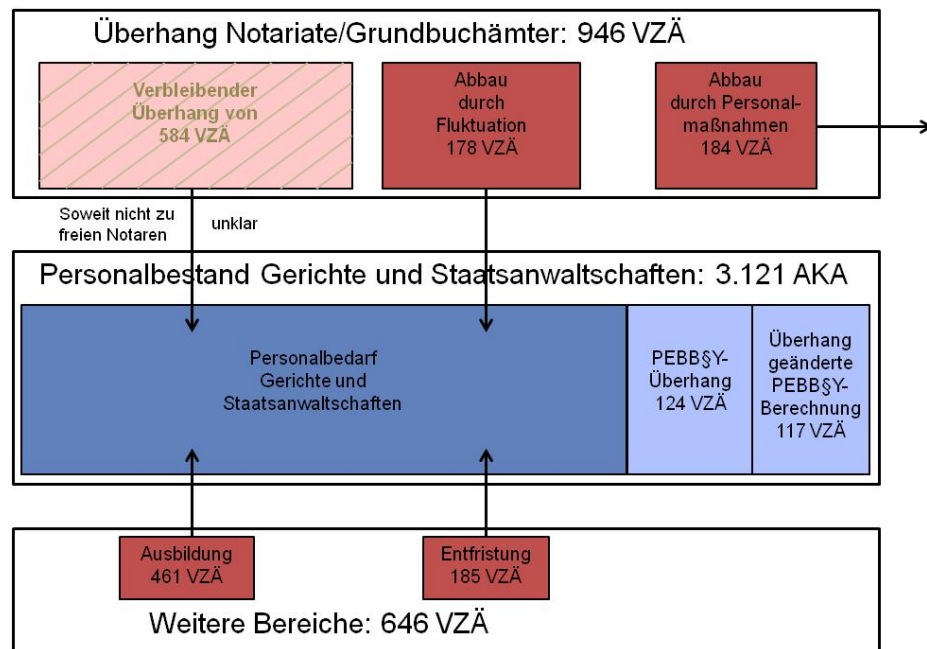 Überhang Notariate/Grundbuchämter: 946 VZÄ
Verbleibender
Überhang von
584 VZÄ
Abbau
durch
Fluktuation
178 VZÄ
Abbau
durch Personal-
maßnahmen
184 VZÄ
Soweit nicht zu
freien Notaren
unklar
Personalbestand Gerichte und Staatsanwaltschaften: 3.121 AKA
Personalbedarf
Gerichte und
Staatsanwaltschaften
PEBB§Y-
Überhang
124 VZÄ
Überhang
geänderte
PEBB§Y-
Berechnung
117 VZÄ
Ausbildung
461 VZÄ
Entfristung
185 VZÄ
Weitere Bereiche: 646 VZÄ